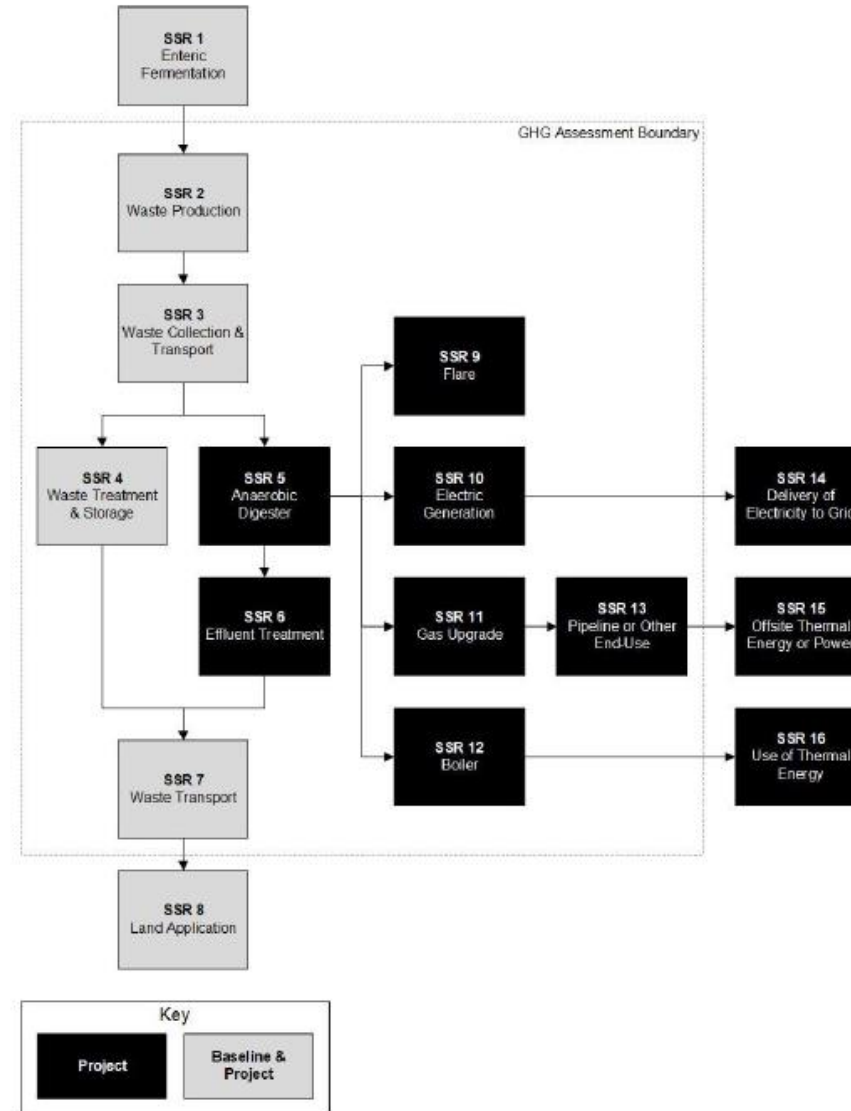 SSR 1
Enteric
Fermentation
GHG Assessment Boundary
SSR 2
Waste Production
SSR 3
Waste Collection &
Transport
SSR 9
Flare
SSR 4
Waste Treatment
& Storage
SSR 5
Anaerobic
Digester
SSR 10
Electric
Generation
SSR 14
Delivery of
Electricity to Grid
SSR 6
Effluent Treatment
SSR 11
Gas Upgrade
SSR 13
Pipeline or Other
End-Use
SSR 15
Offsite Thermal
Energy or Power
SSR 12
Boiler
SSR 16
Use of Thermal
Energy
SSR 7
Waste Transport
SSR 8
Land Application
Key
Project
Baseline &
Project